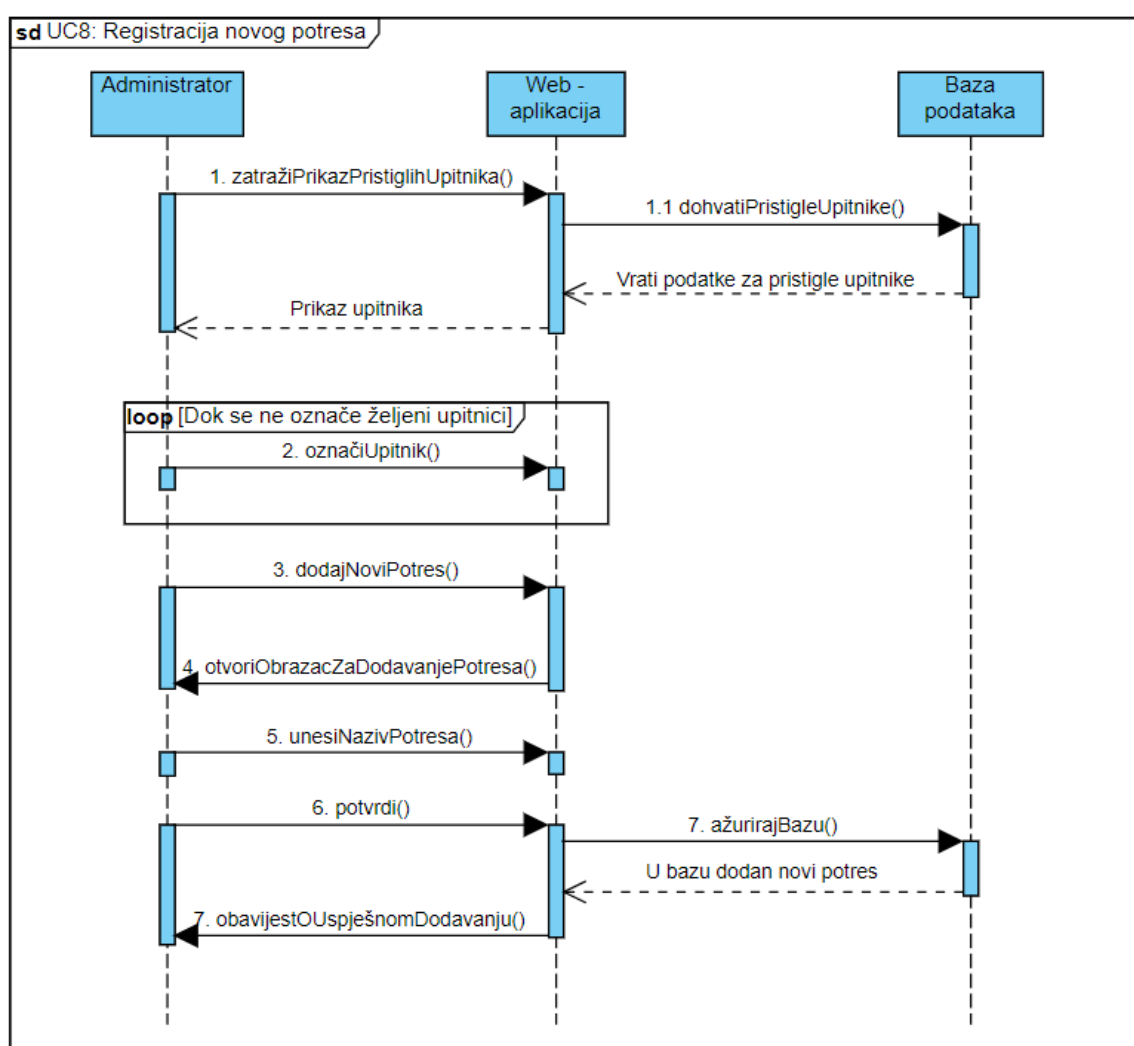 sd UC8: Registracija novog potresa
Administrator
Web -
aplikacija
Baza
podataka
1. zatražiPrikazPristiglihUpitnika()
1.1 dohvatiPristigleUpitnike()
Vrati podatke za pristigle upitnike
Prikaz upitnika
loop [Dok se ne označe željeni upitnici]
2. označiUpitnik()
3. dodajNoviPotres()
4. otvoriObrazacZaDodavanjePotresa()
5. unesiNazivPotresa()
6. potvrdi()
7. ažurirajBazu()
U bazu dodan novi potres
7. obavijestOUspješnomDodavanju()